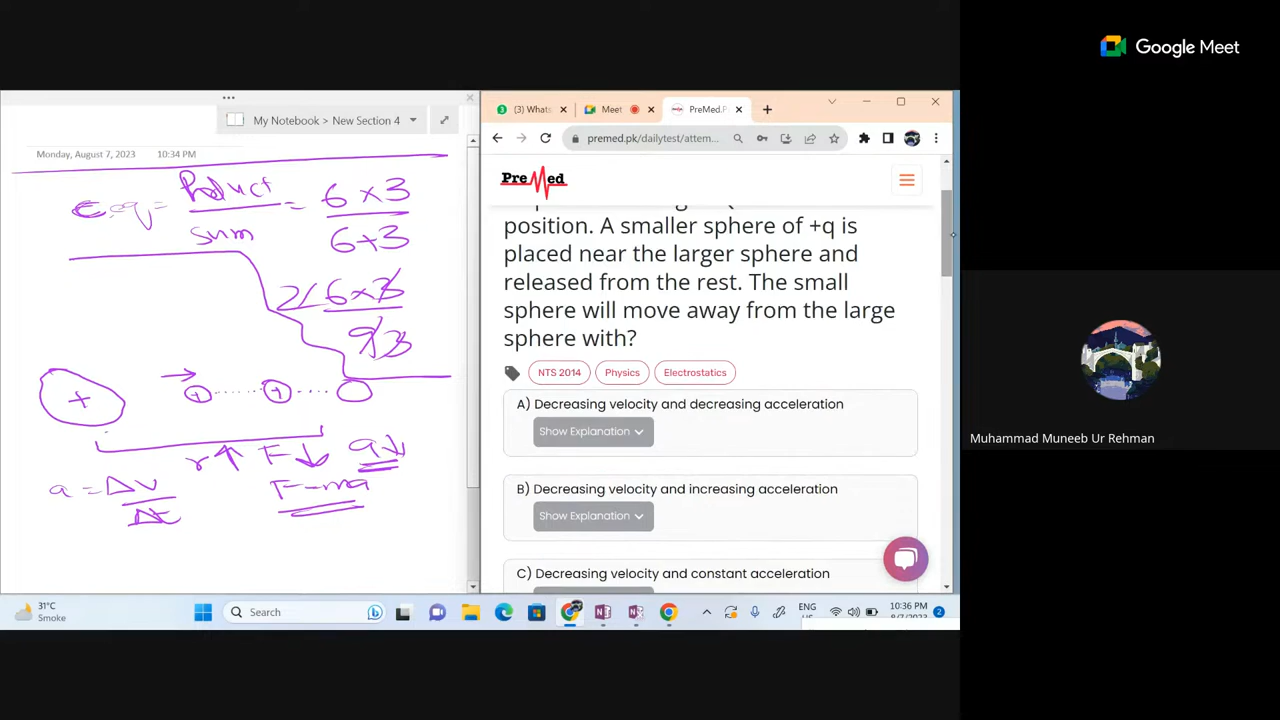 Google Meet
My Notebook > New Section 4
Monday, August 7, 2023 10:34 PM
eq = Product = 6 x 3
sum 6+3
2 6 x 3
9 3
+
+ +
r ↑ F ↓ a ↓
a = Δv
Δt
F = ma
(3) Whats
Meet
PreMed.P
premed.pk/dailytest/attem...
PreMed
position. A smaller sphere of +q is
placed near the larger sphere and
released from the rest. The small
sphere will move away from the large
sphere with?
NTS 2014
Physics
Electrostatics
A) Decreasing velocity and decreasing acceleration
Show Explanation
B) Decreasing velocity and increasing acceleration
Show Explanation
C) Decreasing velocity and constant acceleration
Muhammad Muneeb Ur Rehman
31°C
Smoke
Search
ENG
10:36 PM
8/7/2023
2